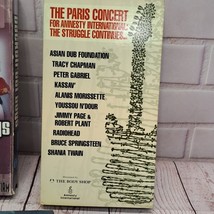 THE PARIS CONCERT
FOR AMNESTY INTERNATIONAL
THE STRUGGLE CONTINUES...
ASIAN DUB FOUNDATION
TRACY CHAPMAN
PETER GABRIEL
KASSAV'
ALANIS MORISSETTE
YOUSSOU N'DOUR
JIMMY PAGE &
ROBERT PLANT
RADIOHEAD
BRUCE SPRINGSTEEN
SHANIA TWAIN
THE BODY SHOP